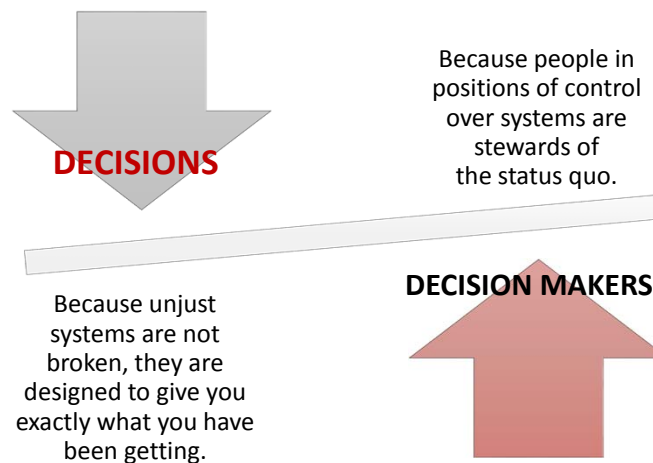 DECISIONS
Because unjust
systems are not
broken, they are
designed to give you
exactly what you have
been getting.
Because people in
positions of control
over systems are
stewards of
the status quo.
DECISION MAKERS